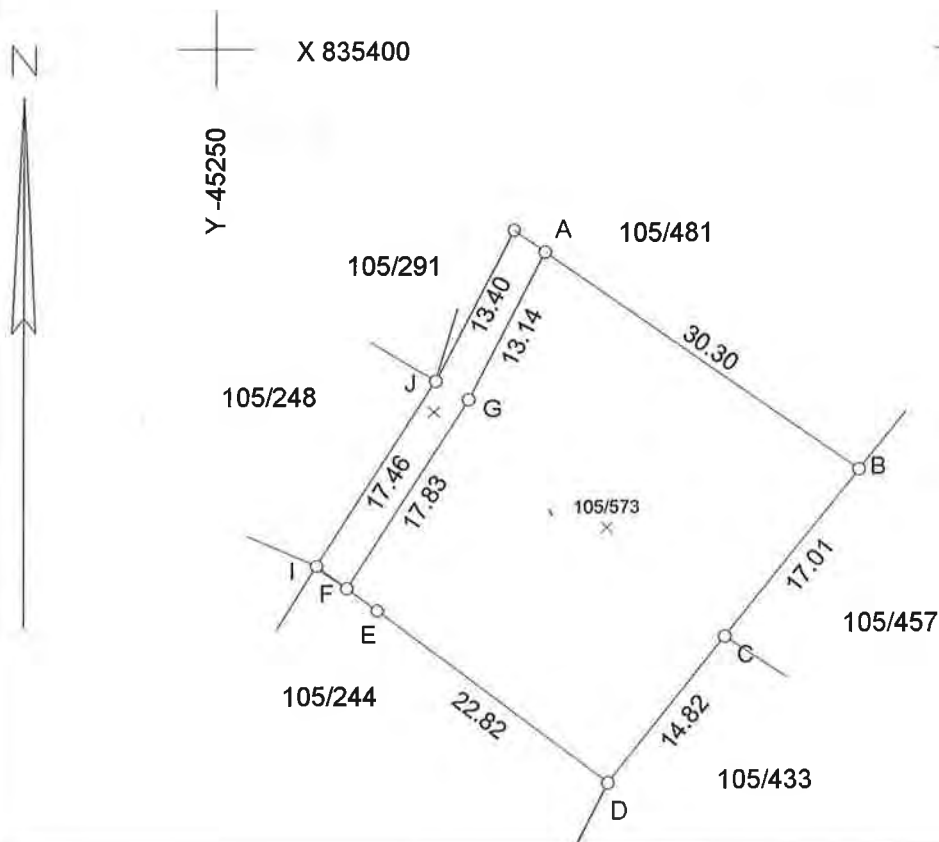 N
X 835400
Y -45250
A
105/481
105/291
13.40
13.14
30.30
J
105/248
G
B
17.46
17.83
105/573
17.01
I
F
E
105/457
C
105/244
22.82
14.82
105/433
D